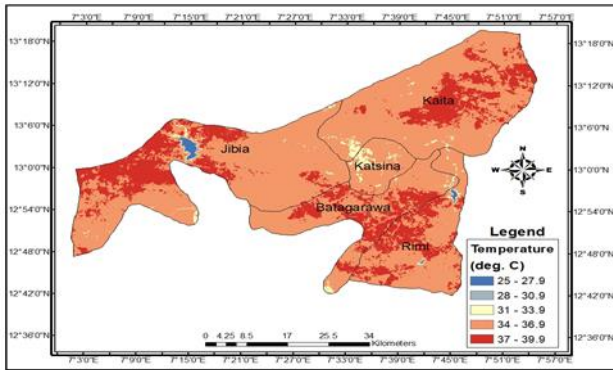 7°3'0"E 7°9'0"E 7°15'0"E 7°21'0"E 7°27'0"E 7°33'0"E 7°39'0"E 7°45'0"E 7°51'0"E 7°57'0"E
13°18'0"N 13°18'0"N
13°12'0"N 13°12'0"N
Kaita
13°6'0"N 13°6'0"N
Jibia
Katsina
13°0'0"N 13°0'0"N
N
W E
S
12°54'0"N 12°54'0"N
Batagarawa
Rimi
12°48'0"N 12°48'0"N
12°42'0"N 12°42'0"N
12°36'0"N 12°36'0"N
Legend
Temperature
(deg. C)
25 - 27.9
28 - 30.9
31 - 33.9
34 - 36.9
37 - 39.9
0 4.25 8.5 17 25.5 34
Kilometers
7°3'0"E 7°9'0"E 7°15'0"E 7°21'0"E 7°27'0"E 7°33'0"E 7°39'0"E 7°45'0"E 7°51'0"E 7°57'0"E